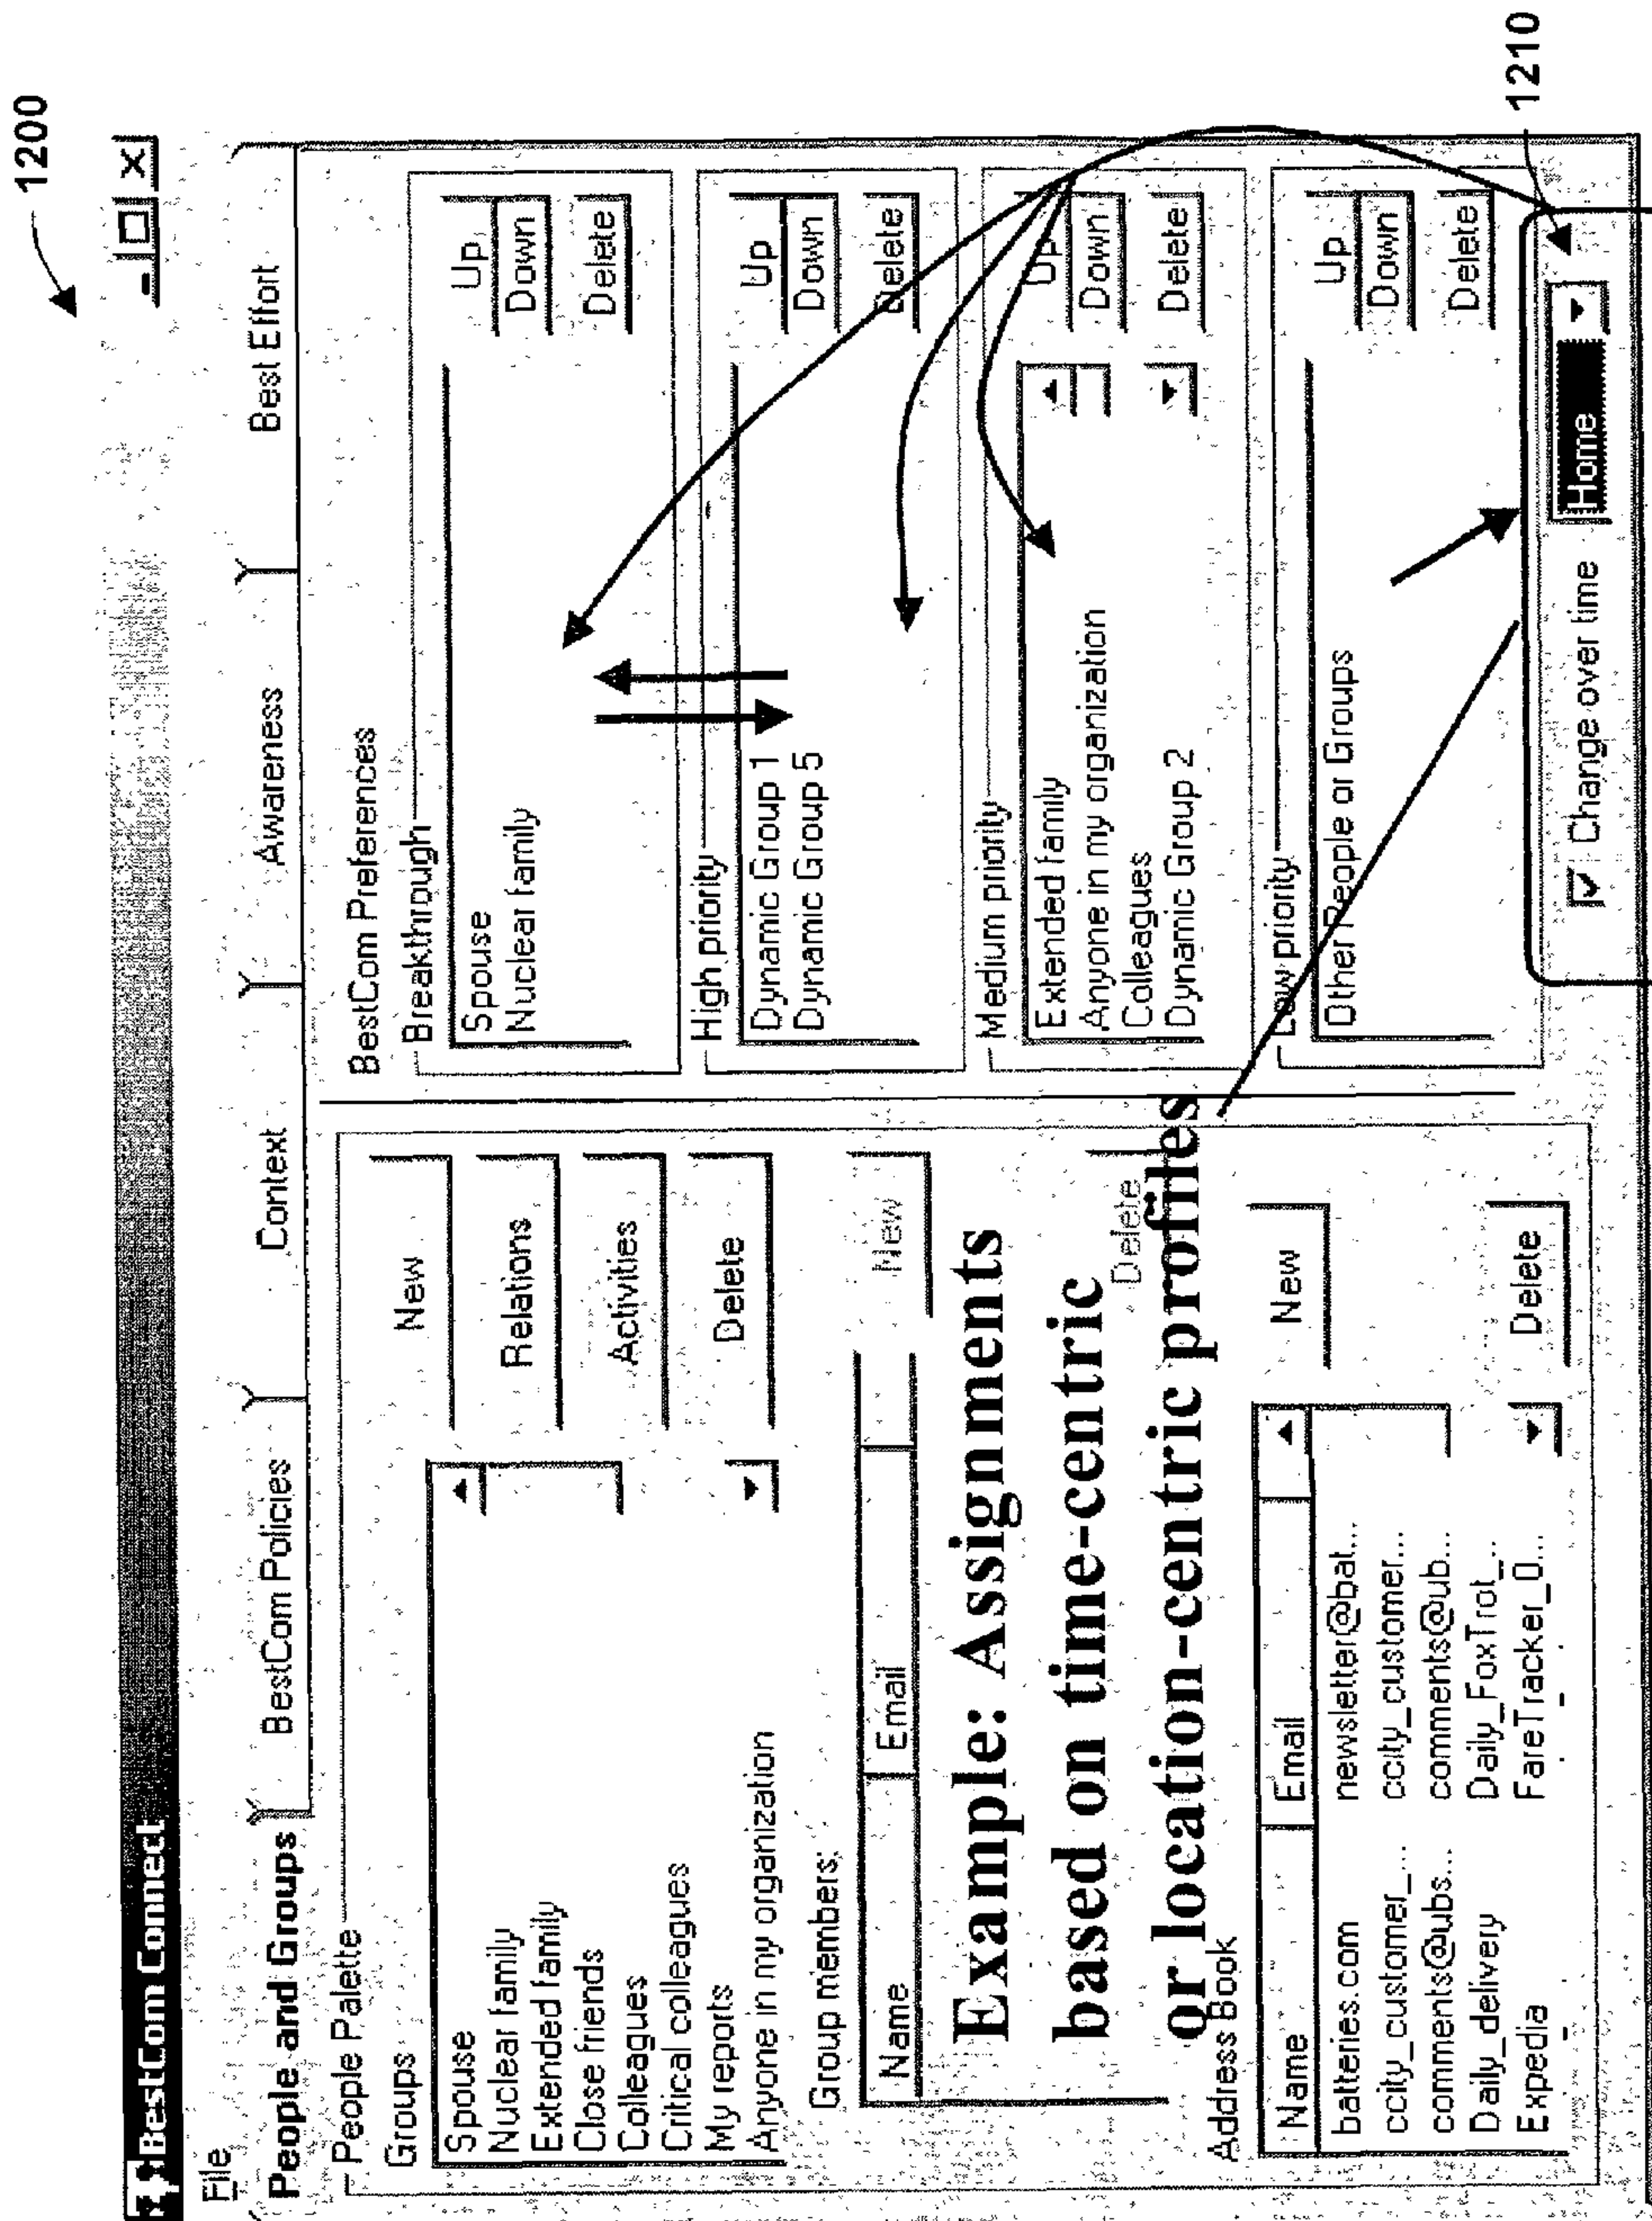 1200
BestCom Connect
File
People and Groups
BestCom Policies
Context
Awareness
Best Effort
People Palette
Groups
Spouse
Nuclear family
Extended family
Close friends
Colleagues
Critical colleagues
My reports
Anyone in my organization
New
Relations
Activities
Delete
Group members:
Name
Email
New
Delete
Example: Assignments
based on time-centric
or location-centric profiles
Address Book
Name
Email
batteries.com newsletter@bat...
ccity_customer_... ccity_customer...
comments@ubs... comments@ub...
Daily_delivery Daily_FoxTrot_...
Expedia FareTracker_0...
New
Delete
BestCom Preferences
Breakthrough
Spouse
Nuclear family
Up
Down
Delete
High priority
Dynamic Group 1
Dynamic Group 5
Up
Down
Delete
Medium priority
Extended family
Anyone in my organization
Colleagues
Dynamic Group 2
Up
Down
Delete
Low priority
Other People or Groups
Up
Down
Delete
Change over time
Home
1210